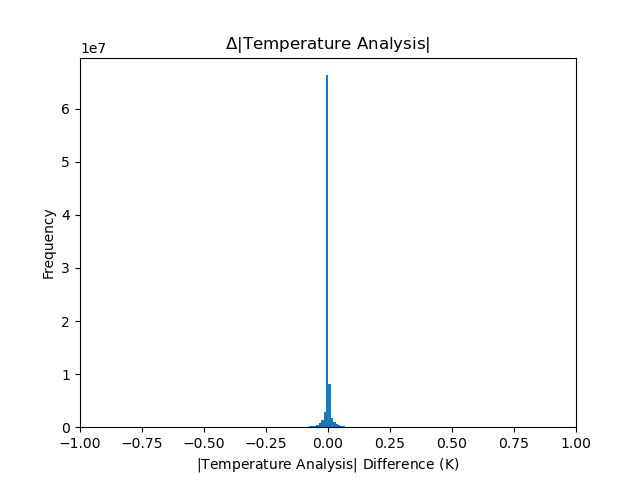 Δ|Temperature Analysis|
1e7
6
5
4
3
2
1
0
Frequency
−1.00 −0.75 −0.50 −0.25 0.00 0.25 0.50 0.75 1.00
|Temperature Analysis| Difference (K)